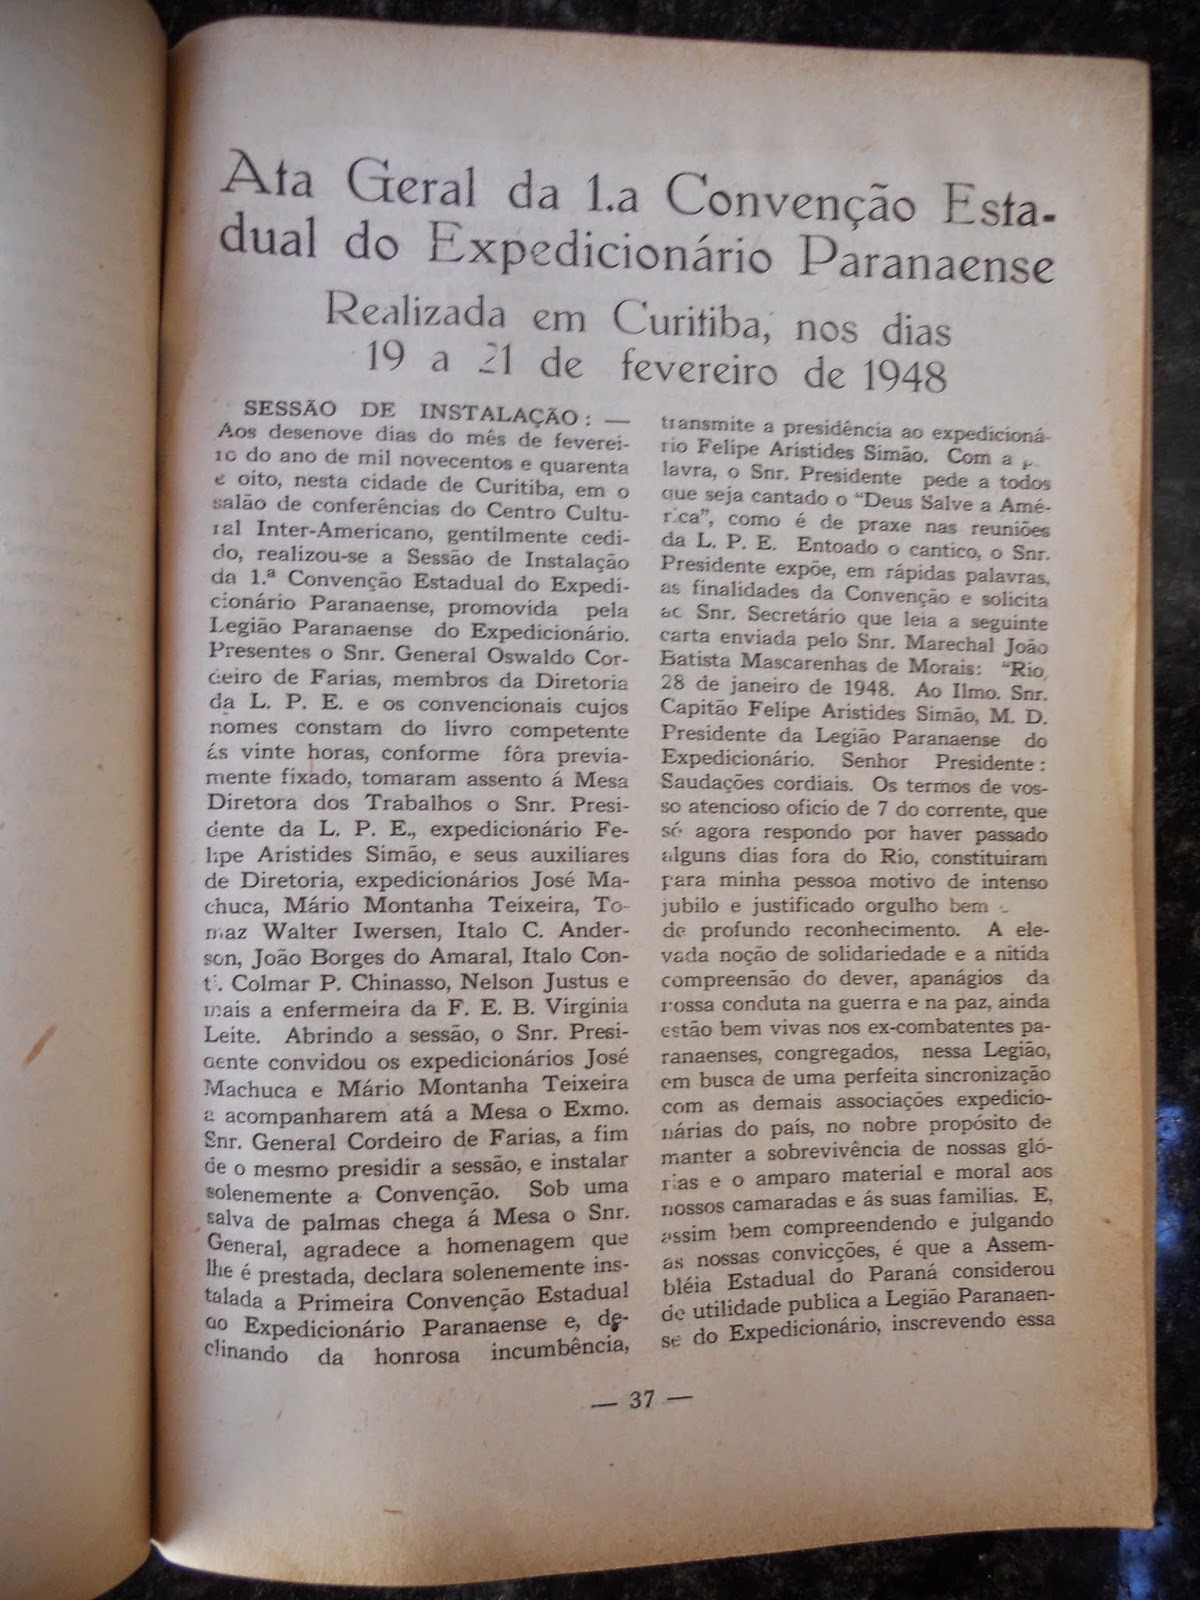 Ata Geral da 1.a Convenção Esta-
dual do Expedicionário Paranaense
Realizada em Curitiba, nos dias
19 a 21 de fevereiro de 1948
SESSÃO DE INSTALAÇÃO: —
Aos desenove dias do mês de feverei-
ro do ano de mil novecentos e quarenta
e oito, nesta cidade de Curitiba, em o
salão de conferências do Centro Cultu-
ral Inter-Americano, gentilmente cedi-
do, realizou-se a Sessão de Instalação
da 1.ª Convenção Estadual do Expedi-
cionário Paranaense, promovida pela
Legião Paranaense do Expedicionário.
Presentes o Snr. General Oswaldo Cor-
deiro de Farias, membros da Diretoria
da L. P. E. e os convencionais cujos
nomes constam do livro competente
ás vinte horas, conforme fôra previa-
mente fixado, tomaram assento á Mesa
Diretora dos Trabalhos o Snr. Presi-
dente da L. P. E., expedicionário Fe-
lipe Aristides Simão, e seus auxiliares
de Diretoria, expedicionários José Ma-
chuca, Mário Montanha Teixeira, To-
maz Walter Iwersen, Italo C. Ander-
son, João Borges do Amaral, Italo Con-
ti. Colmar P. Chinasso, Nelson Justus e
mais a enfermeira da F. E. B. Virginia
Leite. Abrindo a sessão, o Snr. Presi-
dente convidou os expedicionários José
Machuca e Mário Montanha Teixeira
a acompanharem atá a Mesa o Exmo.
Snr. General Cordeiro de Farias, a fim
de o mesmo presidir a sessão, e instalar
solenemente a Convenção. Sob uma
salva de palmas chega á Mesa o Snr.
General, agradece a homenagem que
lhe é prestada, declara solenemente ins-
talada a Primeira Convenção Estadual
do Expedicionário Paranaense e, de-
clinando da honrosa incumbência,
transmite a presidência ao expedicioná-
rio Felipe Aristides Simão. Com a p
lavra, o Snr. Presidente pede a todos
que seja cantado o “Deus Salve a Amé-
rica”, como é de praxe nas reuniões
da L. P. E. Entoado o cantico, o Snr.
Presidente expõe, em rápidas palavras,
as finalidades da Convenção e solicita
ao Snr. Secretário que leia a seguinte
carta enviada pelo Snr. Marechal João
Batista Mascarenhas de Morais: “Rio,
28 de janeiro de 1948. Ao Ilmo. Snr.
Capitão Felipe Aristides Simão, M. D.
Presidente da Legião Paranaense do
Expedicionário. Senhor Presidente:
Saudações cordiais. Os termos de vos-
so atencioso oficio de 7 do corrente, que
só agora respondo por haver passado
alguns dias fora do Rio, constituiram
para minha pessoa motivo de intenso
jubilo e justificado orgulho bem
de profundo reconhecimento. A ele-
vada noção de solidariedade e a nitida
compreensão do dever, apanágios da
nossa conduta na guerra e na paz, ainda
estão bem vivas nos ex-combatentes pa-
ranaenses, congregados, nessa Legião,
em busca de uma perfeita sincronização
com as demais associações expedicio-
nárias do país, no nobre propósito de
manter a sobrevivência de nossas gló-
rias e o amparo material e moral aos
nossos camaradas e ás suas familias. E,
assim bem compreendendo e julgando
as nossas convicções, é que a Assem-
bléia Estadual do Paraná considerou
de utilidade publica a Legião Paranaen-
se do Expedicionário, inscrevendo essa
— 37 —